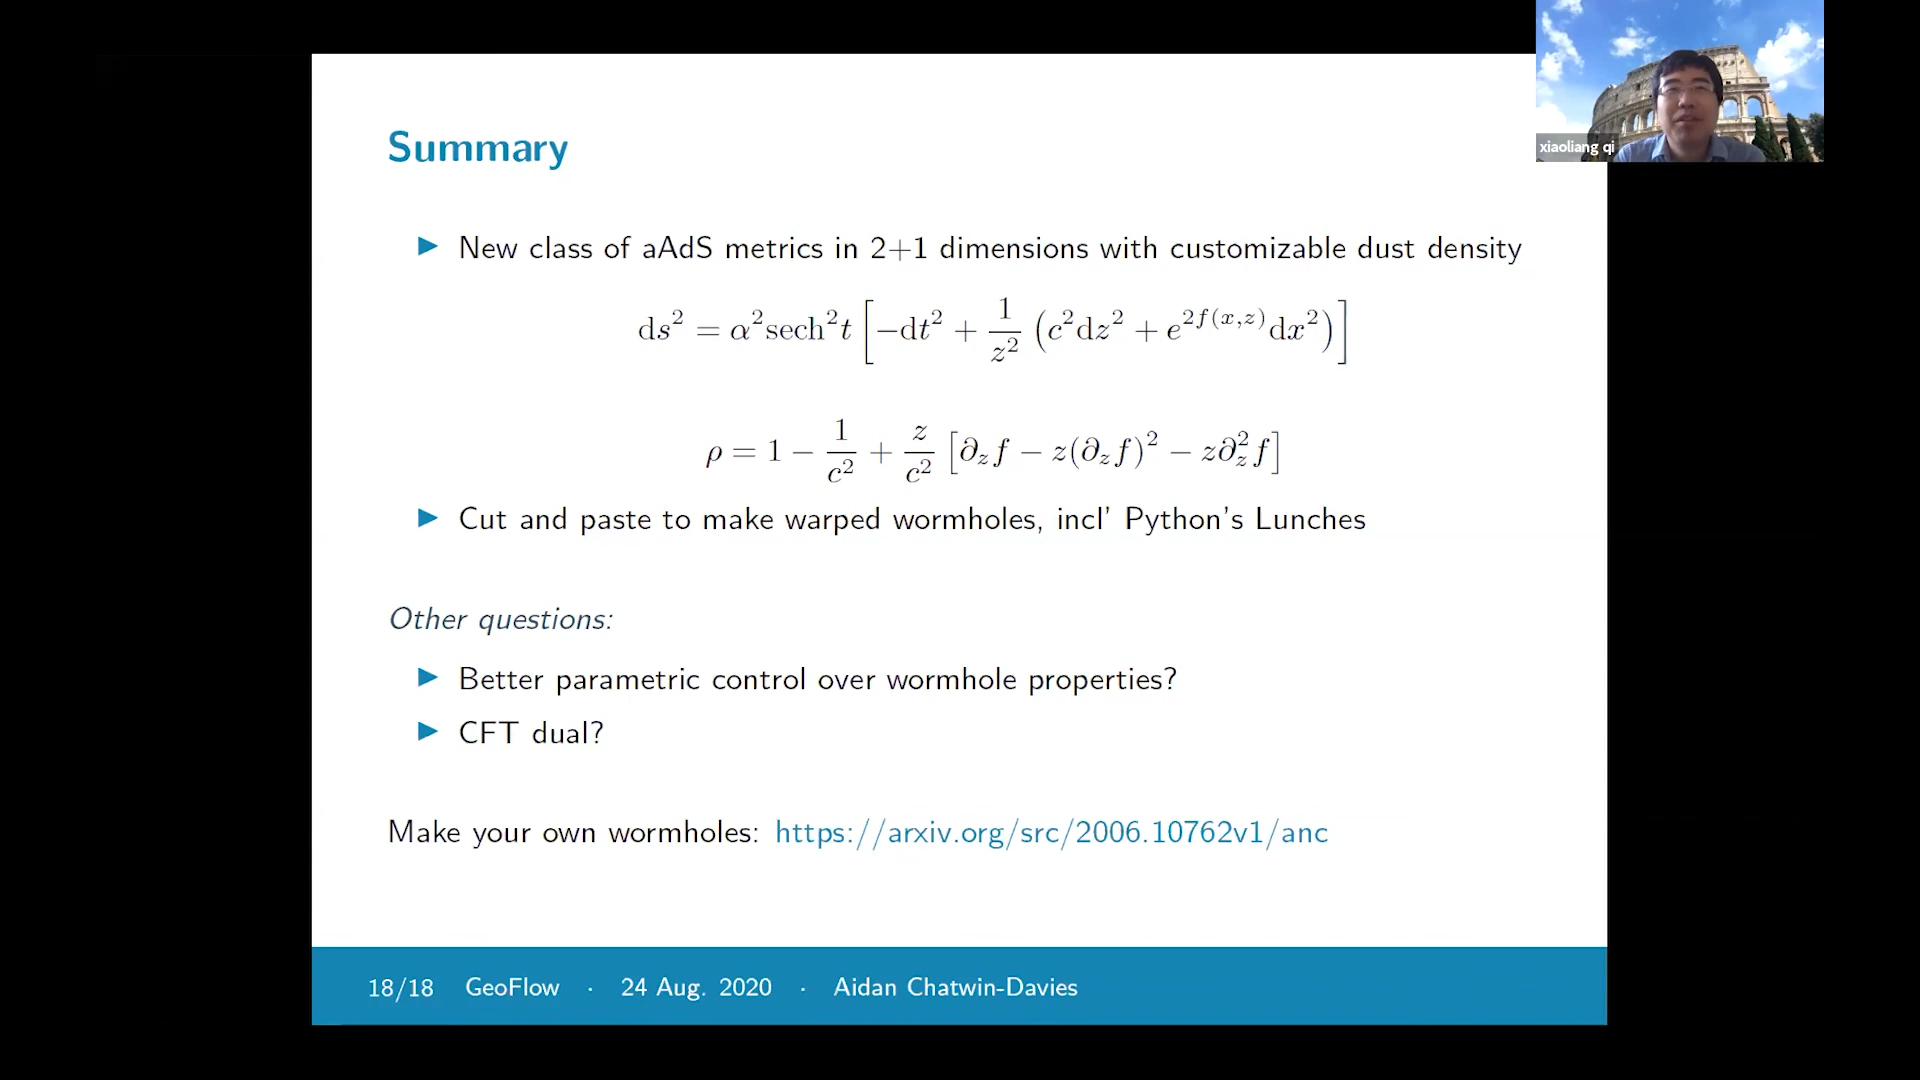 xiaoliang qi
Summary
▶ New class of aAdS metrics in 2+1 dimensions with customizable dust density
ds² = α²sech²t [−dt² + 1/z² (c²dz² + e^{2f(x,z)}dx²)]
ρ = 1 − 1/c² + z/c² [∂_z f − z(∂_z f)² − z∂_z² f]
▶ Cut and paste to make warped wormholes, incl' Python's Lunches
Other questions:
▶ Better parametric control over wormhole properties?
▶ CFT dual?
Make your own wormholes: https://arxiv.org/src/2006.10762v1/anc
18/18 GeoFlow · 24 Aug. 2020 · Aidan Chatwin-Davies